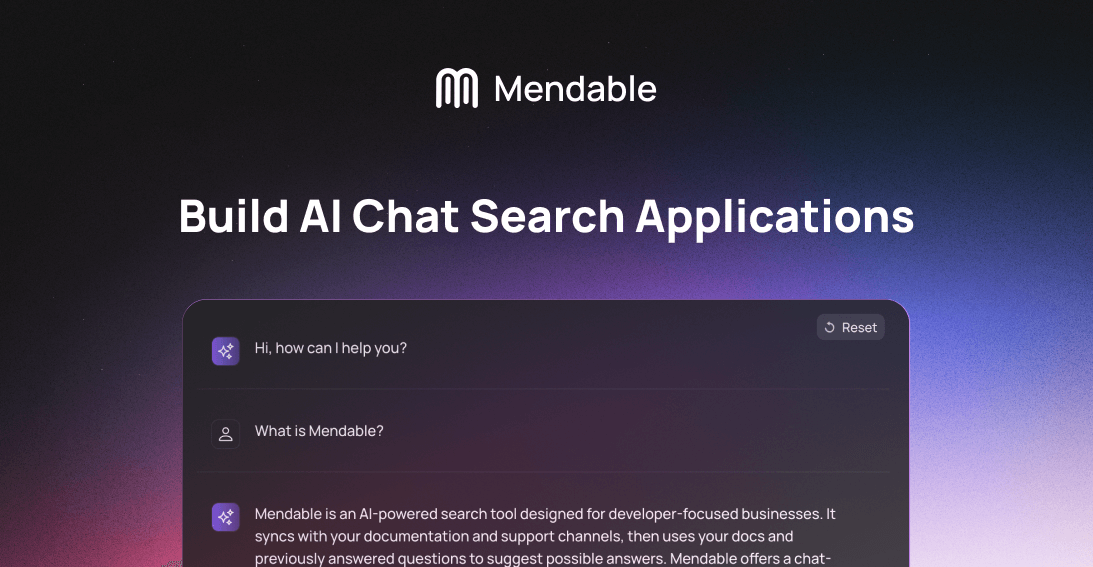 Mendable
Build AI Chat Search Applications
Reset
Hi, how can I help you?
What is Mendable?
Mendable is an AI-powered search tool designed for developer-focused businesses. It
syncs with your documentation and support channels, then uses your docs and
previously answered questions to suggest possible answers. Mendable offers a chat-